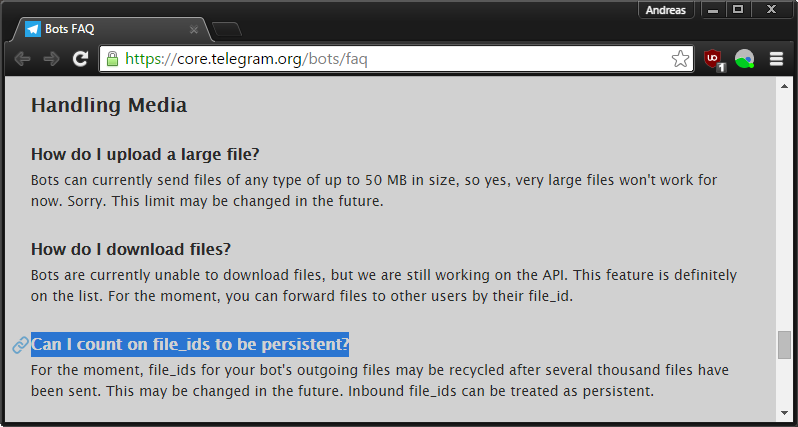 Andreas
Bots FAQ
https://core.telegram.org/bots/faq
UD
1
Handling Media
How do I upload a large file?
Bots can currently send files of any type of up to 50 MB in size, so yes, very large files won't work for
now. Sorry. This limit may be changed in the future.
How do I download files?
Bots are currently unable to download files, but we are still working on the API. This feature is definitely
on the list. For the moment, you can forward files to other users by their file_id.
Can I count on file_ids to be persistent?
For the moment, file_ids for your bot's outgoing files may be recycled after several thousand files have
been sent. This may be changed in the future. Inbound file_ids can be treated as persistent.